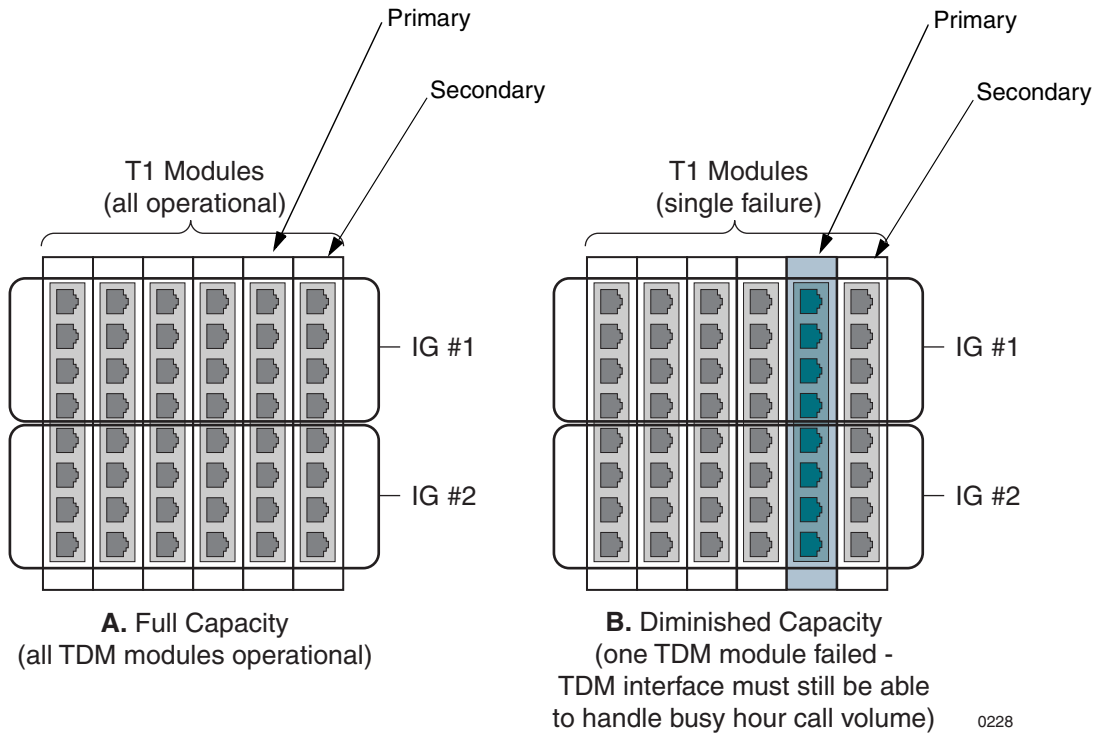 Primary
Secondary
T1 Modules
(all operational)
IG #1
IG #2
A. Full Capacity
(all TDM modules operational)
Primary
Secondary
T1 Modules
(single failure)
IG #1
IG #2
B. Diminished Capacity
(one TDM module failed -
TDM interface must still be able
to handle busy hour call volume)
0228